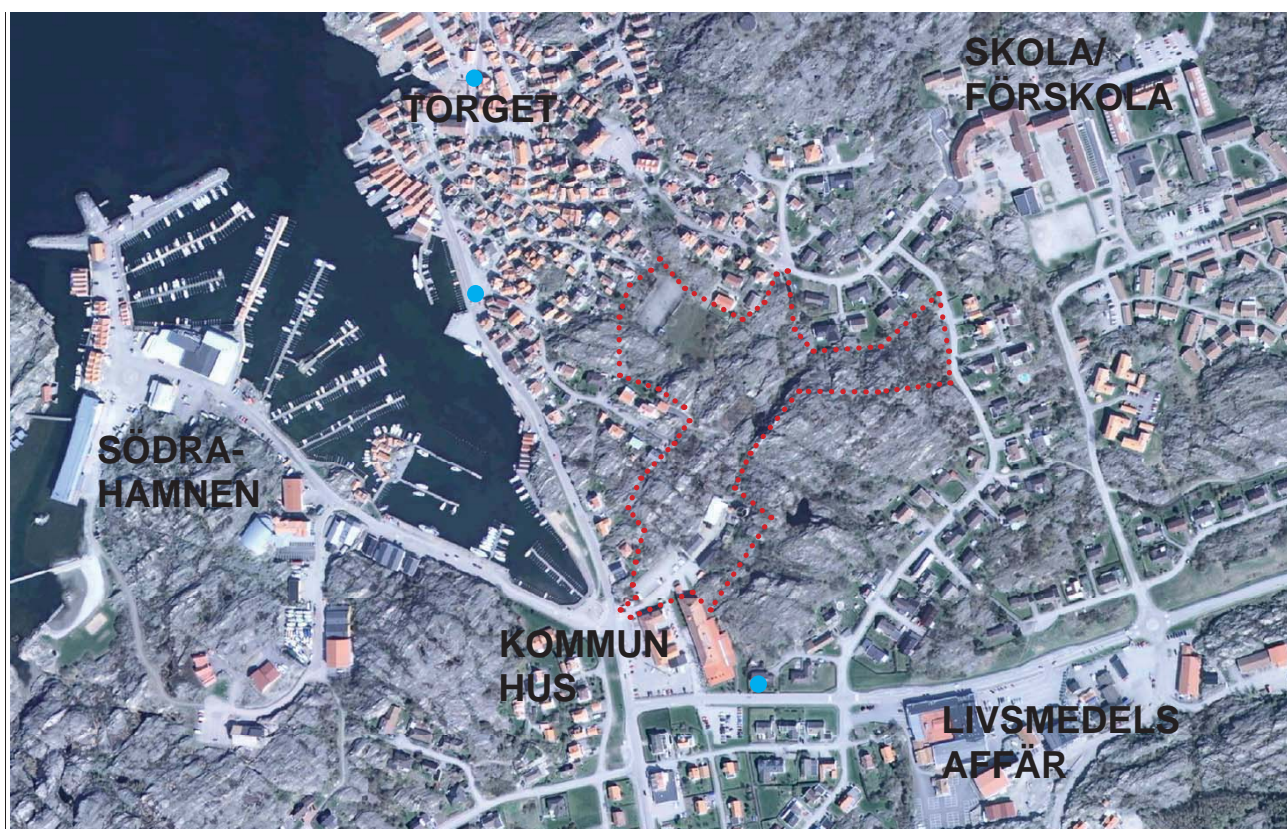 SKOLA/
FÖRSKOLA
TORGET
SÖDRA-
HAMNEN
KOMMUN
HUS
LIVSMEDELS
AFFÄR